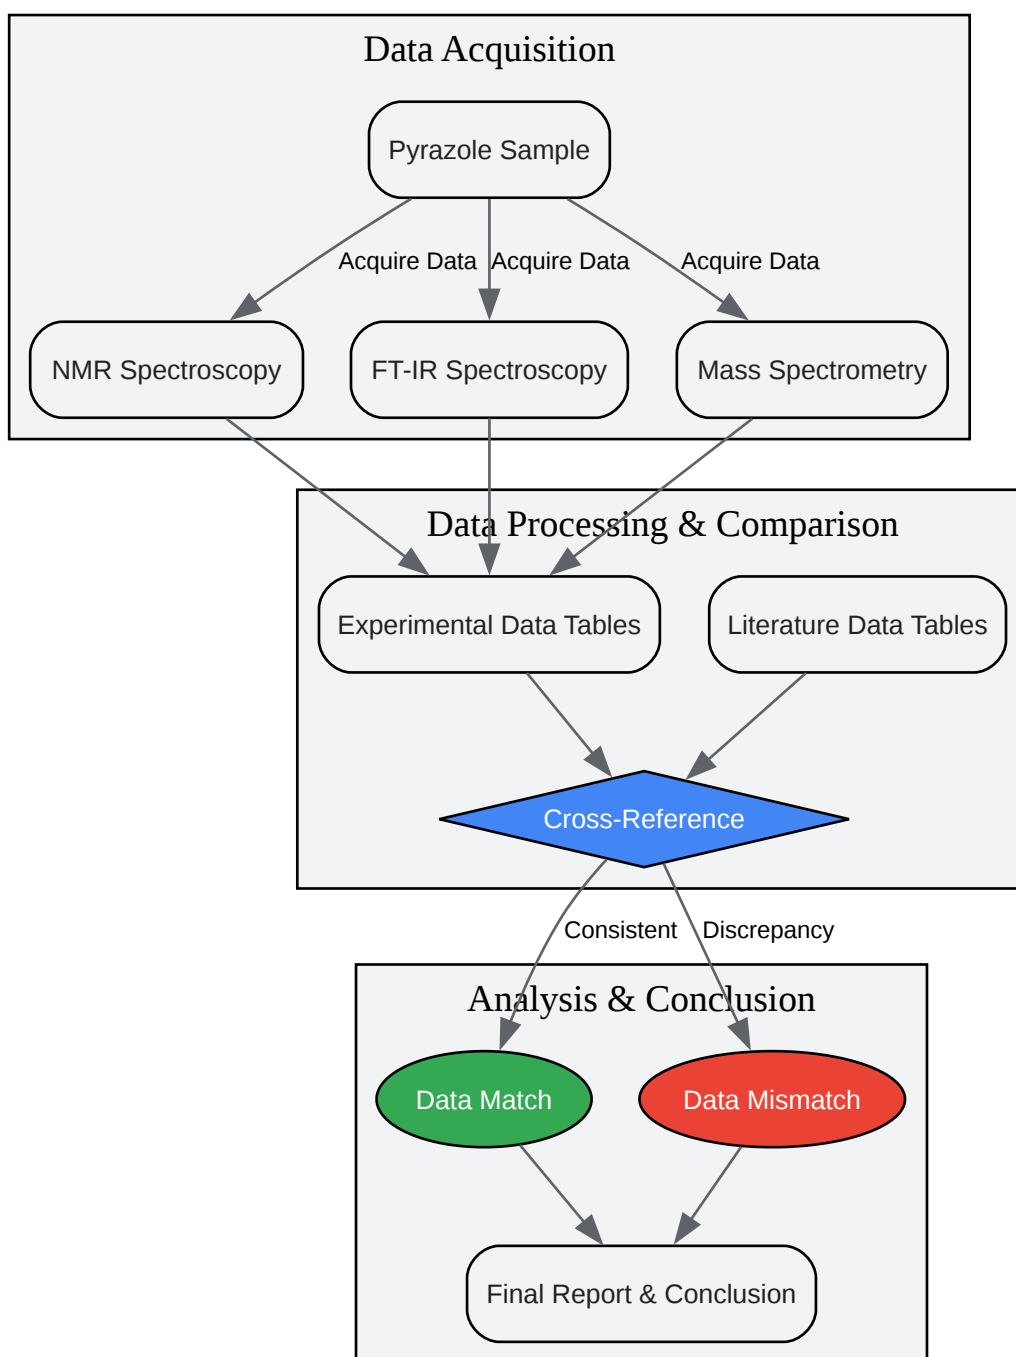 Data Acquisition
Pyrazole Sample
Acquire Data
Acquire Data
Acquire Data
NMR Spectroscopy
FT-IR Spectroscopy
Mass Spectrometry
Data Processing & Comparison
Experimental Data Tables
Literature Data Tables
Cross-Reference
Consistent
Discrepancy
Analysis & Conclusion
Data Match
Data Mismatch
Final Report & Conclusion